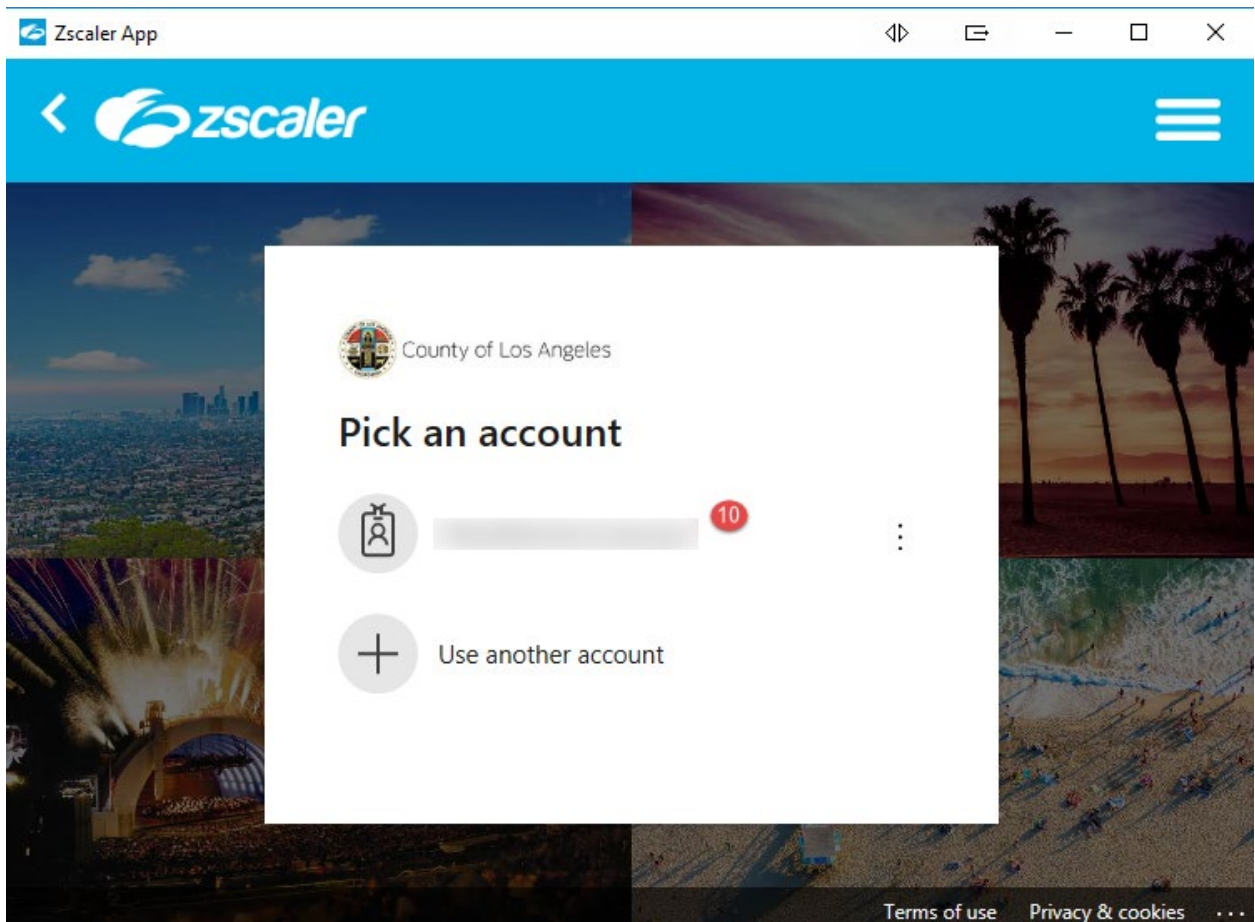 Zscaler App
zscaler
County of Los Angeles
Pick an account
10
Use another account
Terms of use Privacy & cookies ...